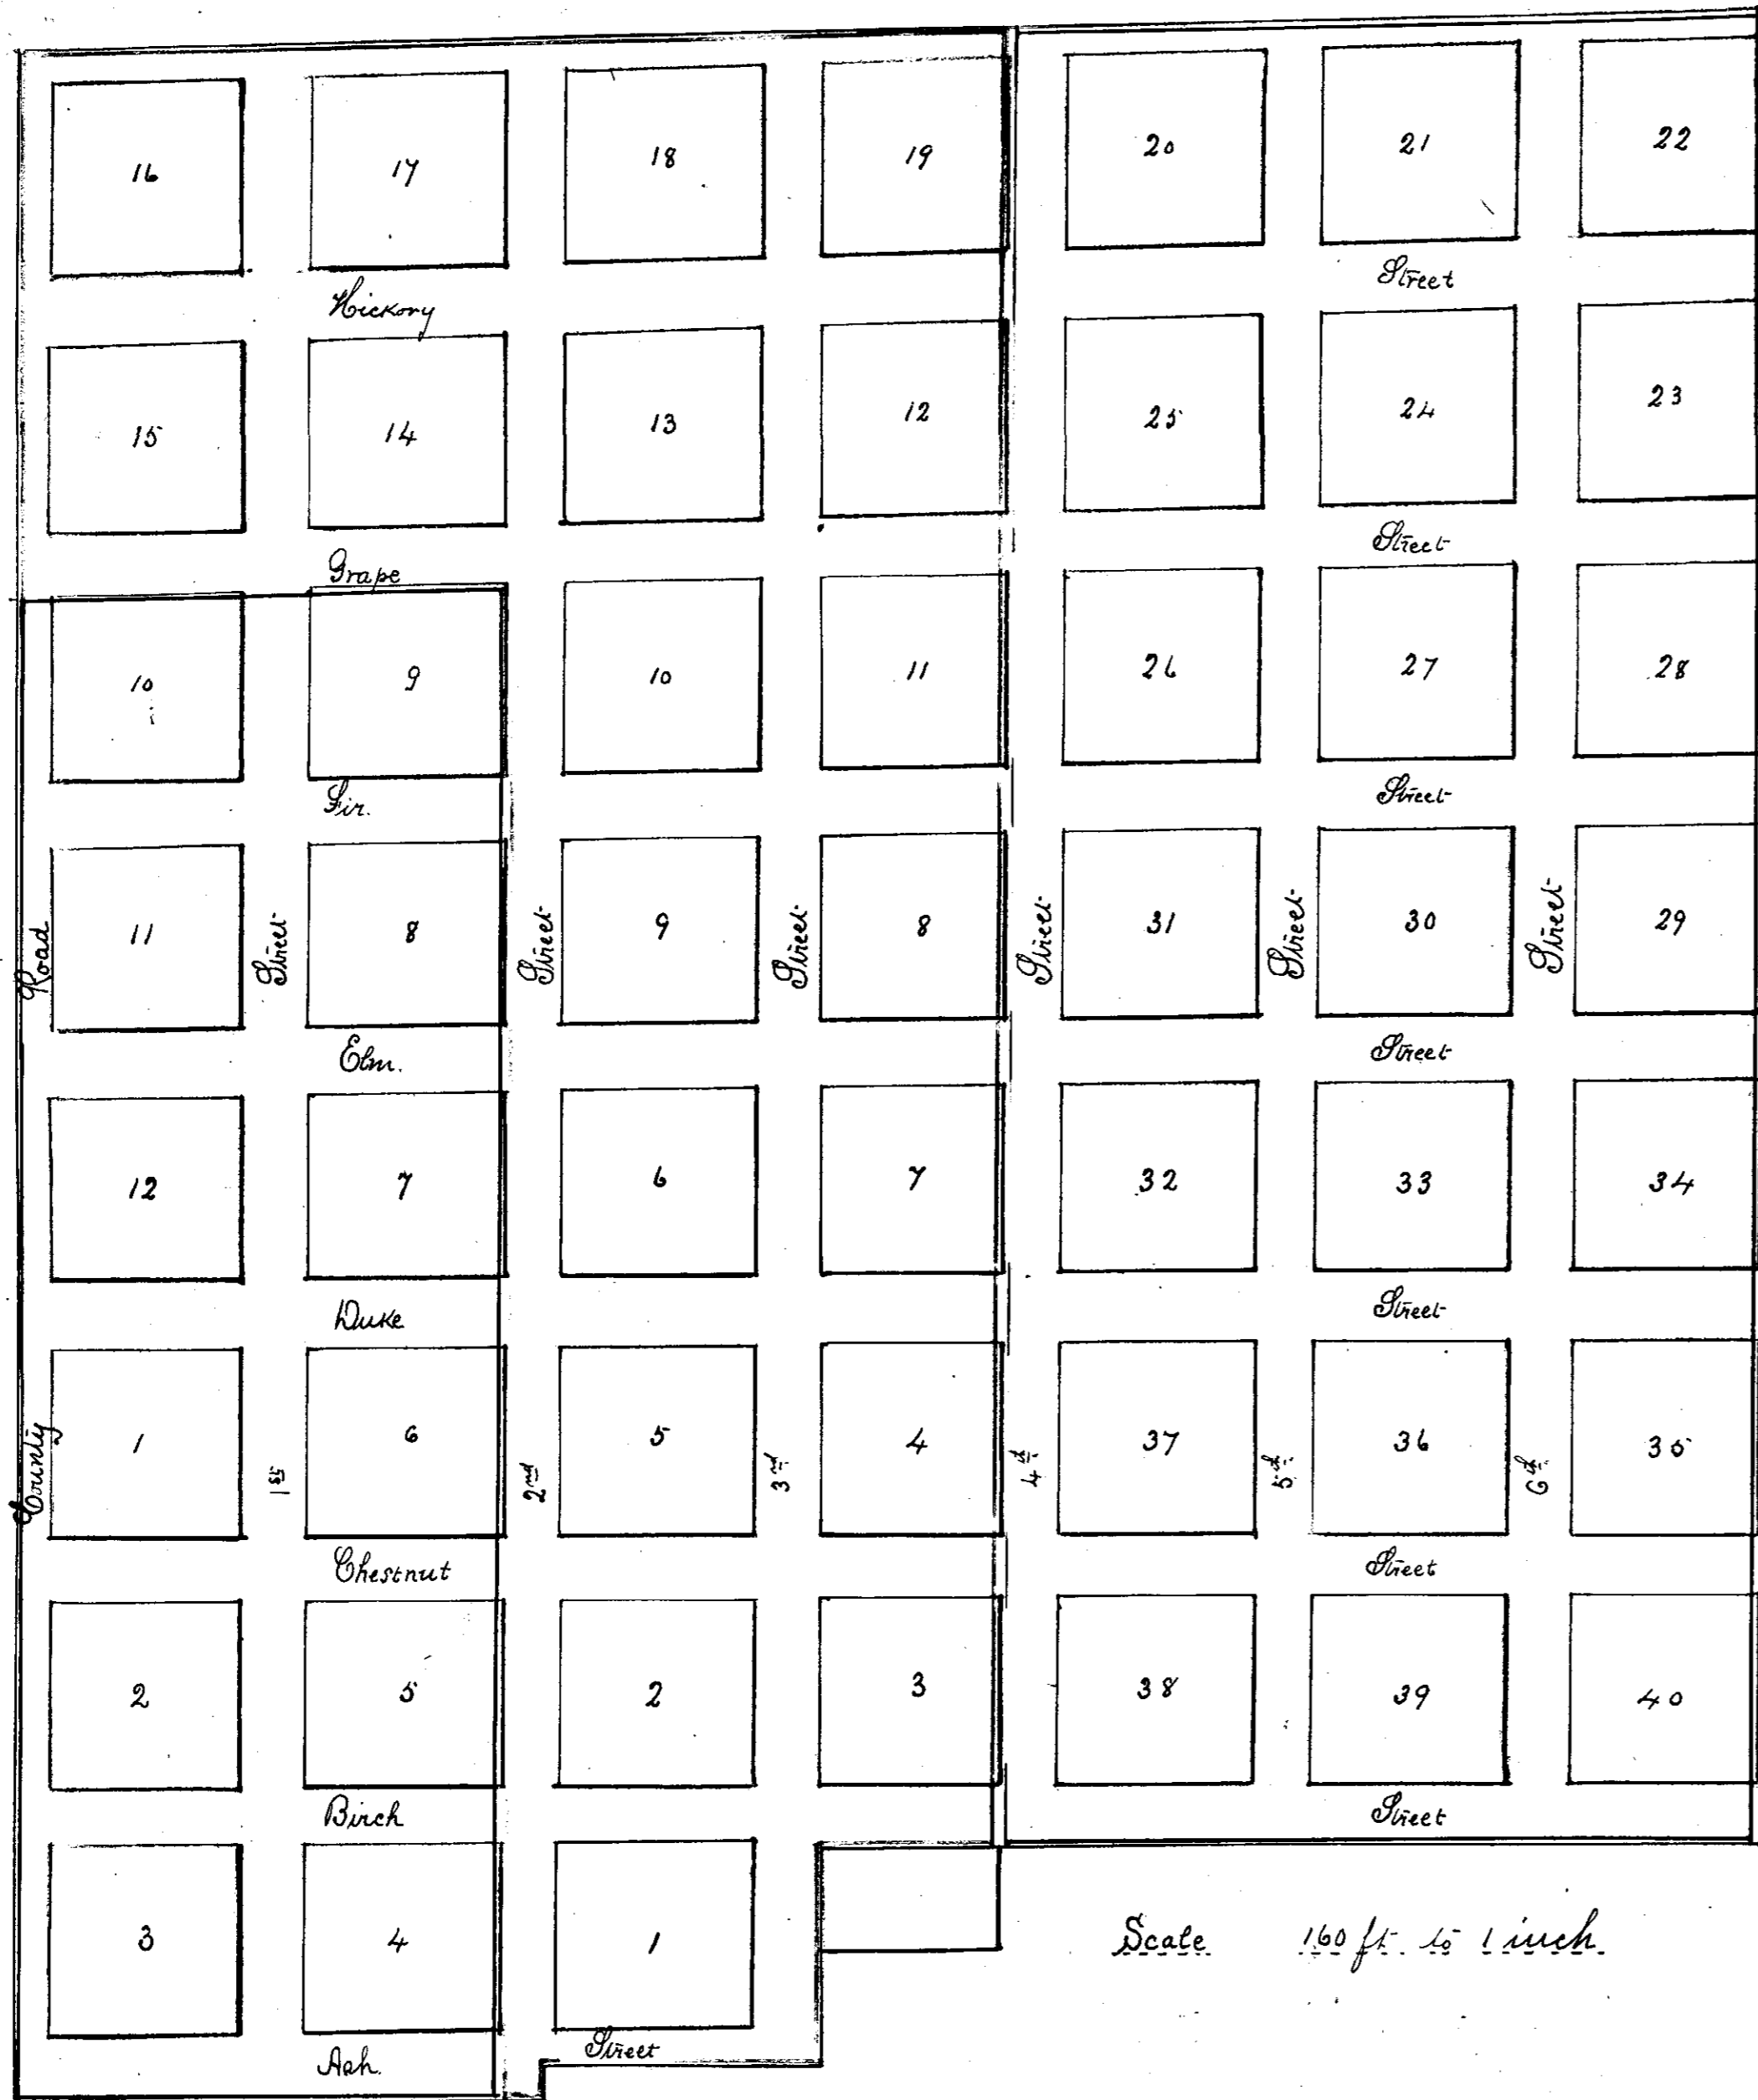 16 17 18 19 20 21 22
Hickory Street
15 14 13 12 25 24 23
Grape Street
10 9 10 11 26 27 28
Fir. Street
11 8 9 8 31 30 29
Road Street Street Street Street Street Street
Elm. Street
12 7 6 7 32 33 34
Duke Street
1 6 5 4 37 36 35
County 1st 2nd 3rd 4th 5th 6th
Chestnut Street
2 5 2 3 38 39 40
Birch Street
3 4 1
Scale 160 ft. to 1 inch
Ash. Street